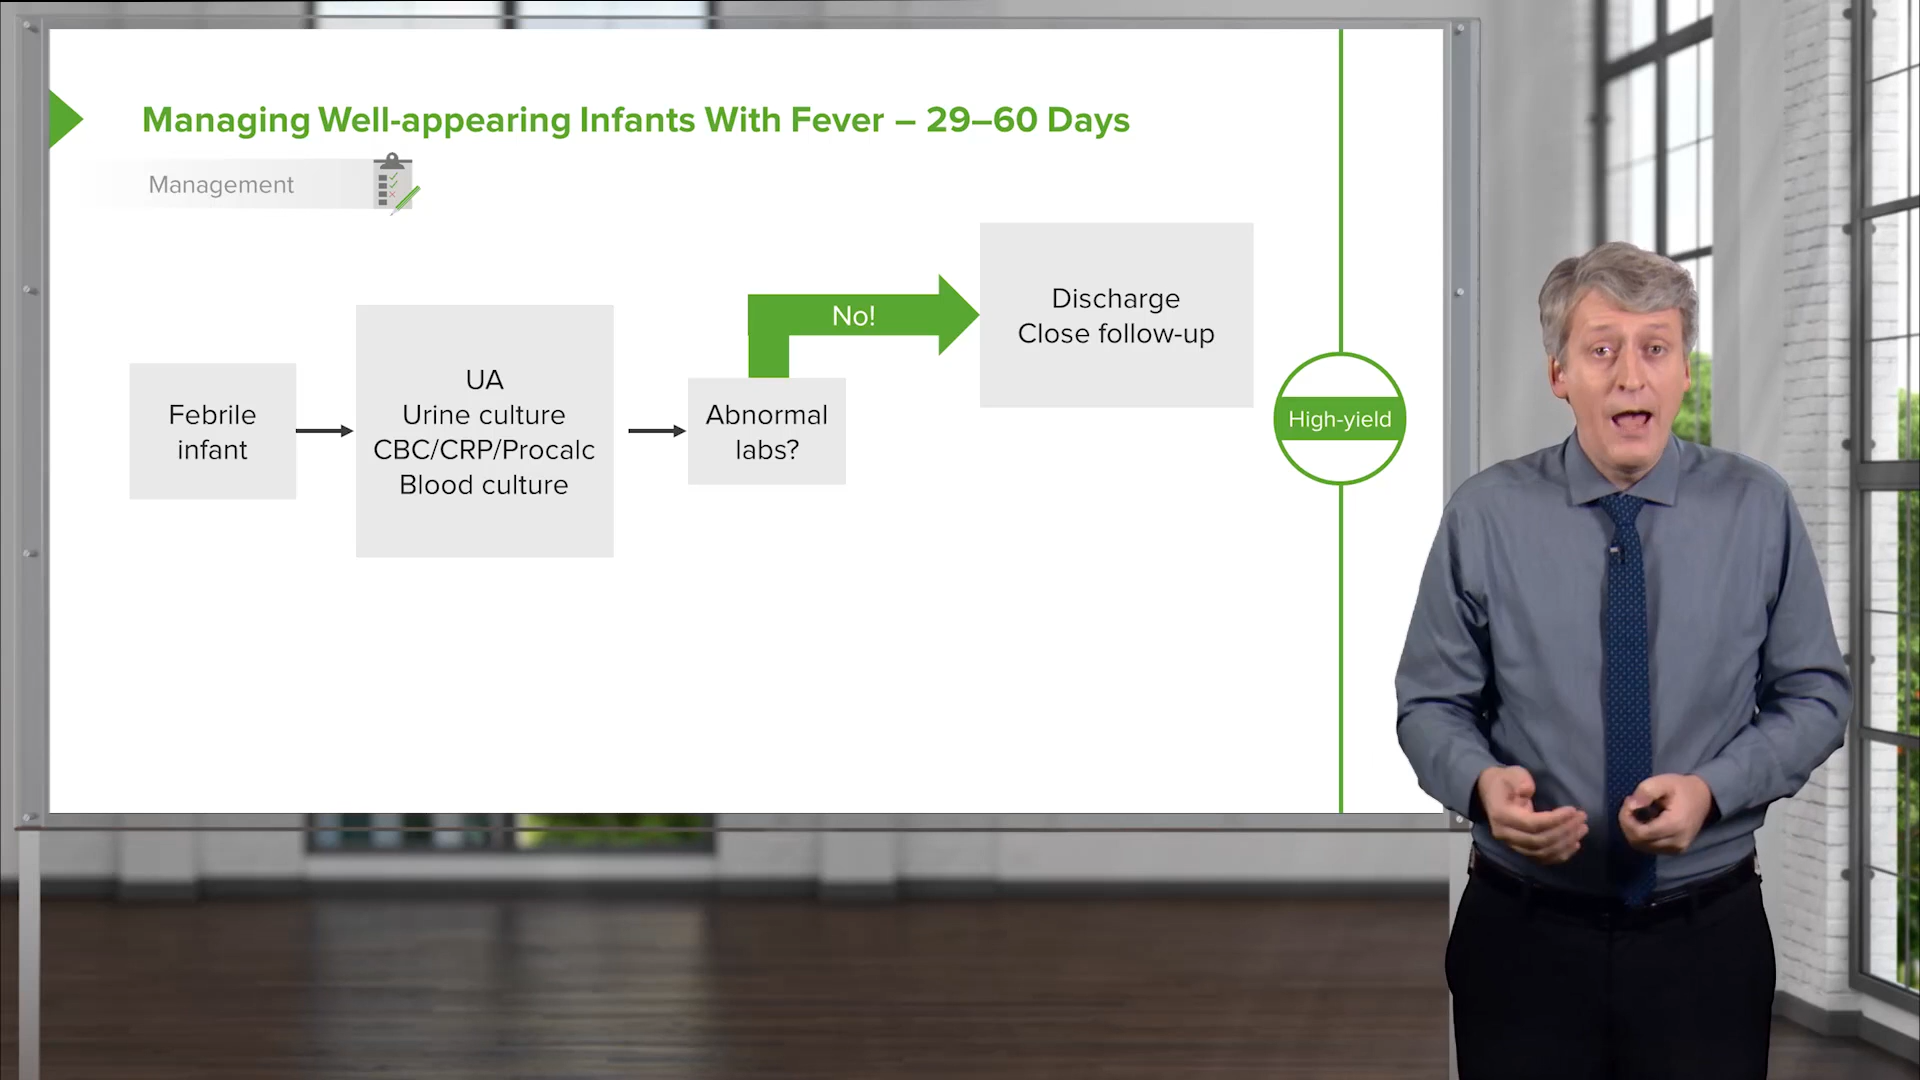 Managing Well-appearing Infants With Fever – 29–60 Days
Management
Febrile
infant
UA
Urine culture
CBC/CRP/Procalc
Blood culture
Abnormal
labs?
No!
Discharge
Close follow-up
High-yield